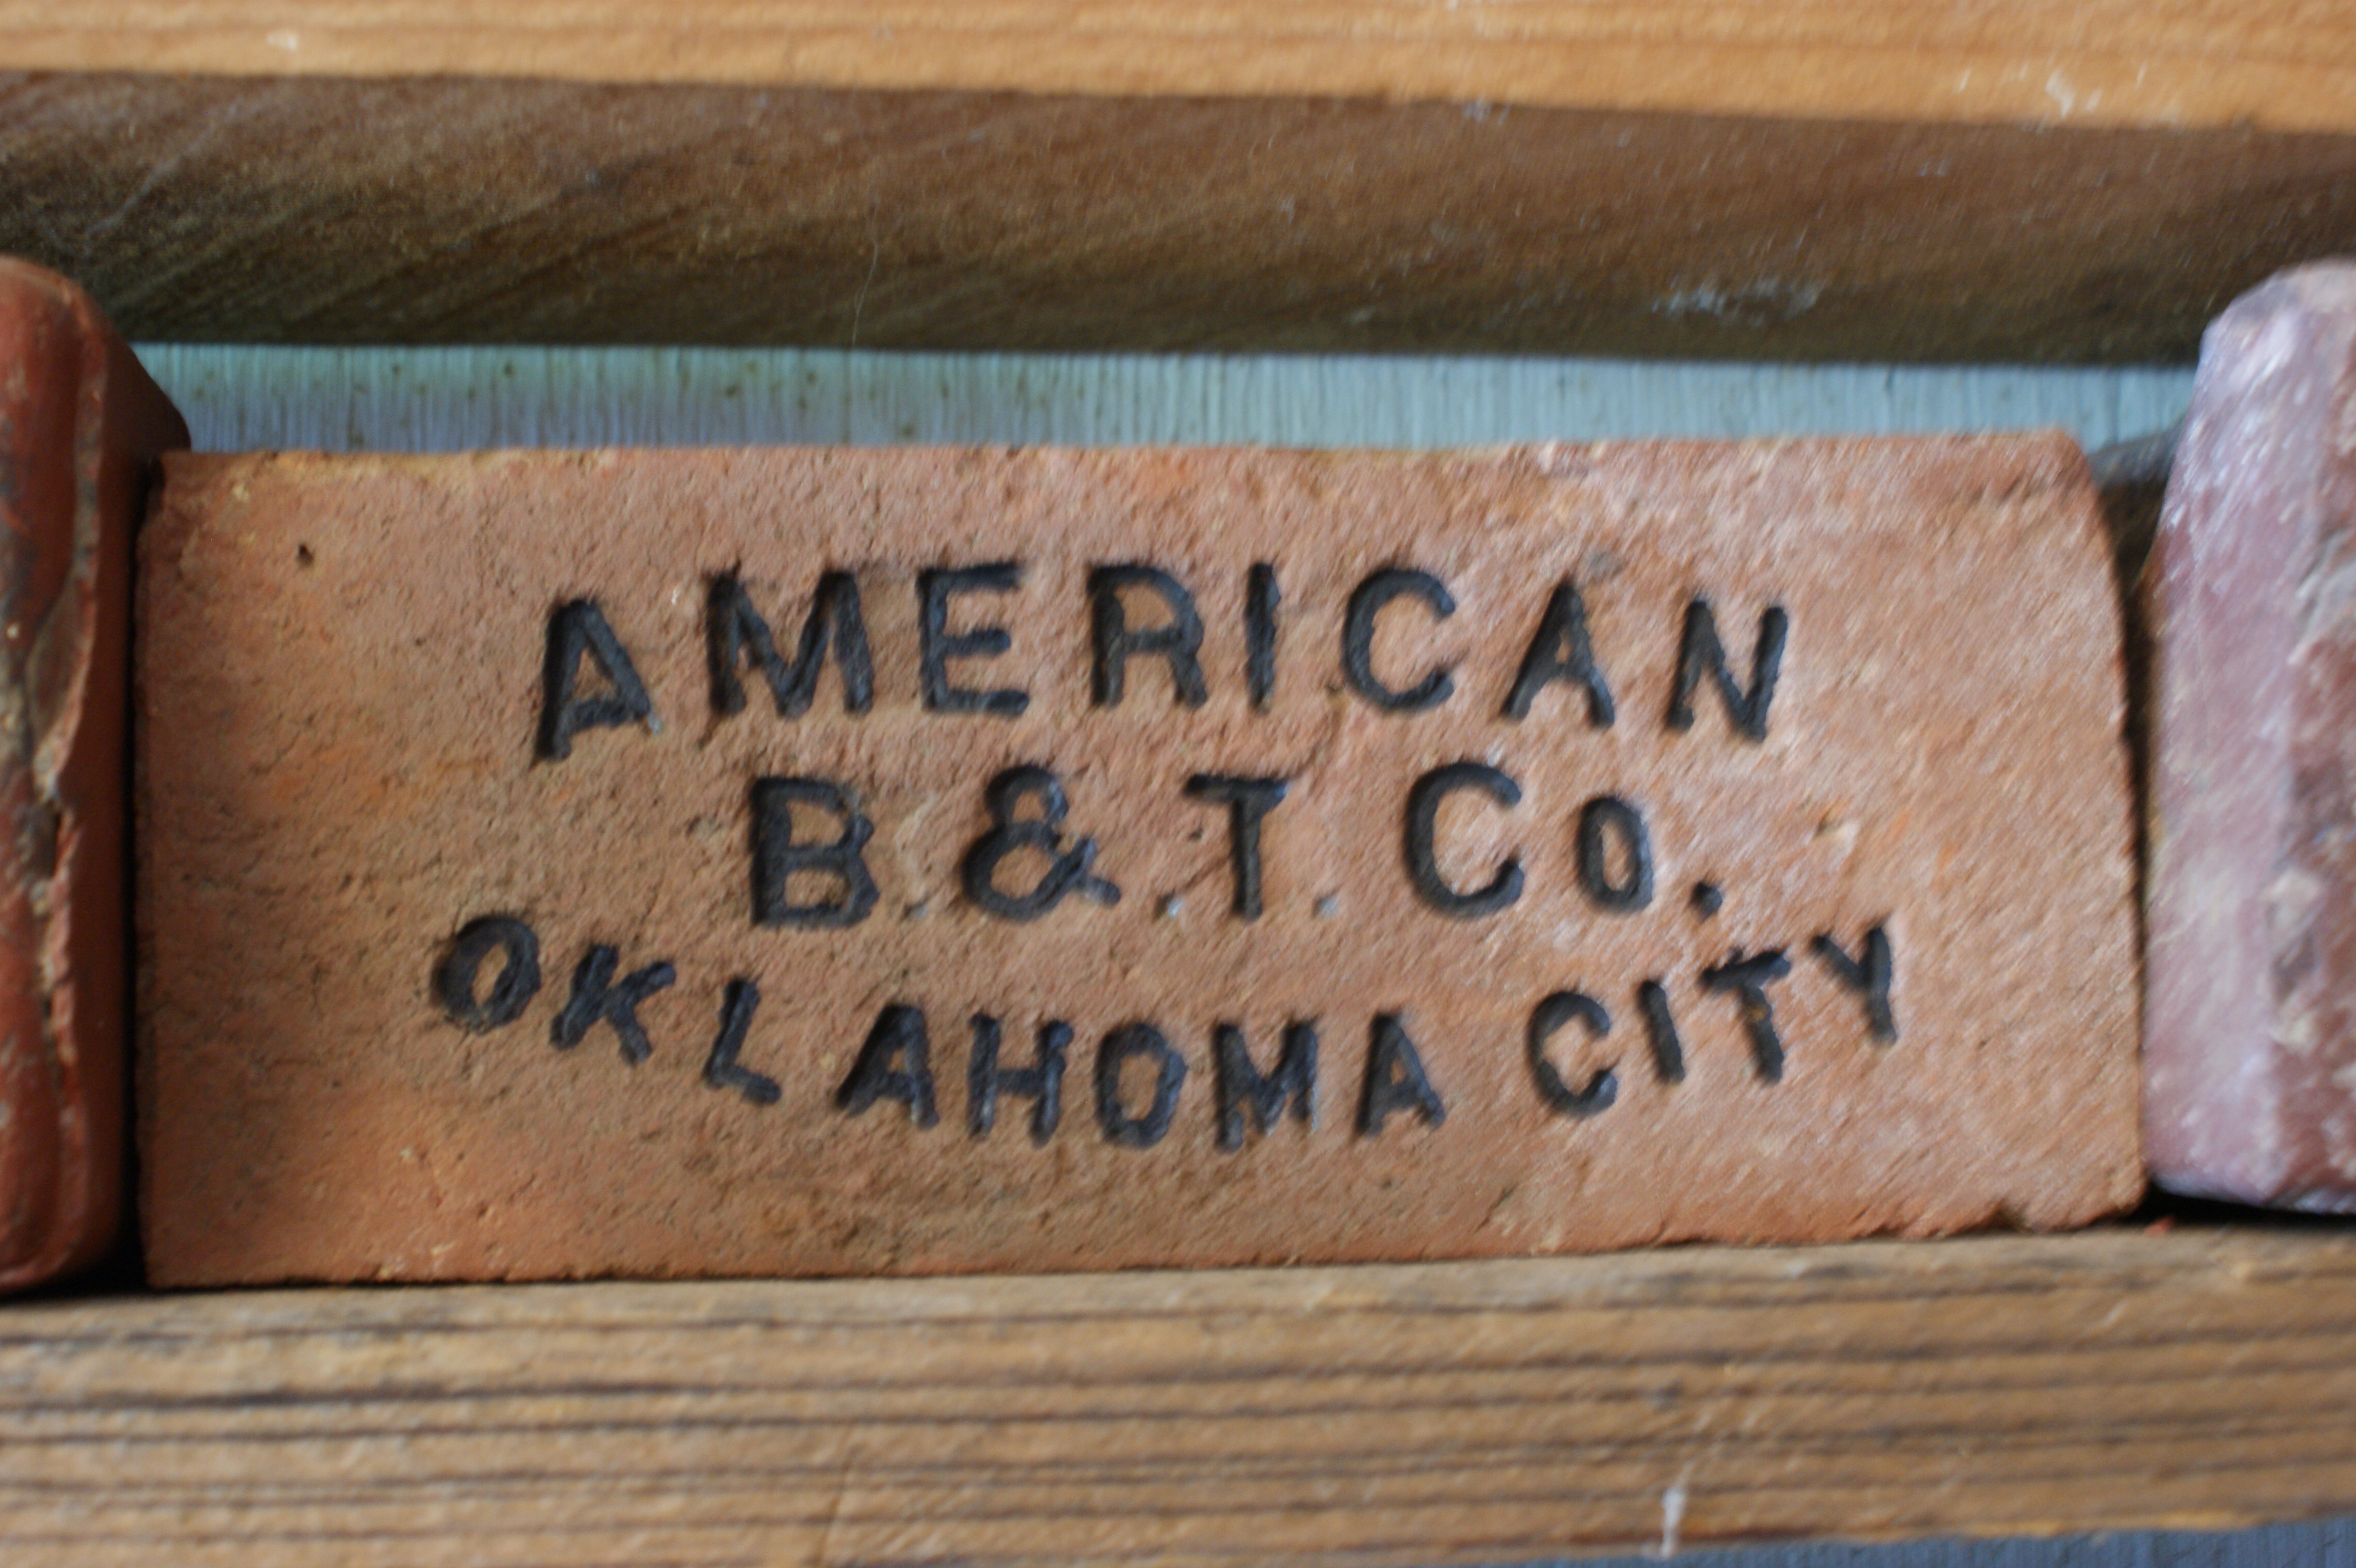 AMERICAN
B. & .T. Co.
OKLAHOMA CITY